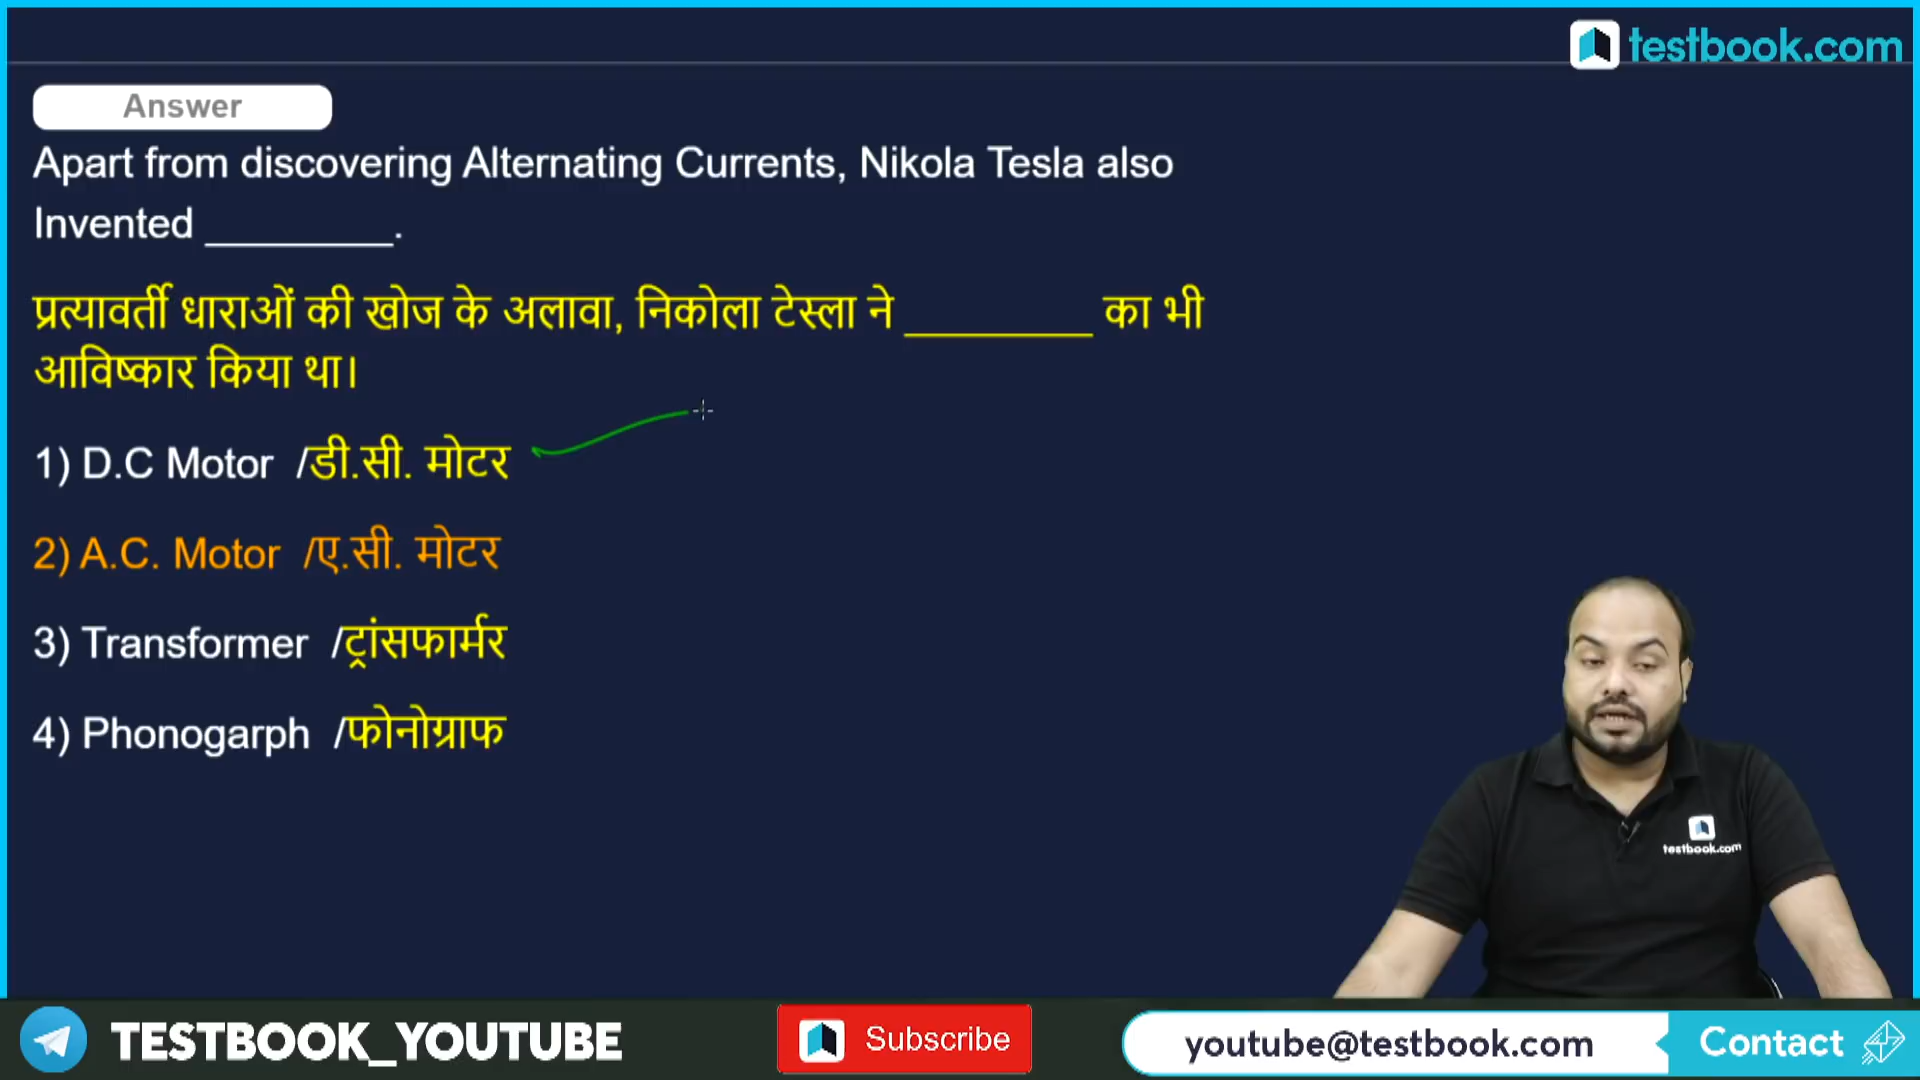 testbook.com
Answer
Apart from discovering Alternating Currents, Nikola Tesla also
Invented ________.
प्रत्यावर्ती धाराओं की खोज के अलावा, निकोला टेस्ला ने ________ का भी
आविष्कार किया था।
1) D.C Motor /डी.सी. मोटर
2) A.C. Motor /ए.सी. मोटर
3) Transformer /ट्रांसफार्मर
4) Phonogarph /फोनोग्राफ
testbook.com
TESTBOOK_YOUTUBE
Subscribe
youtube@testbook.com
Contact